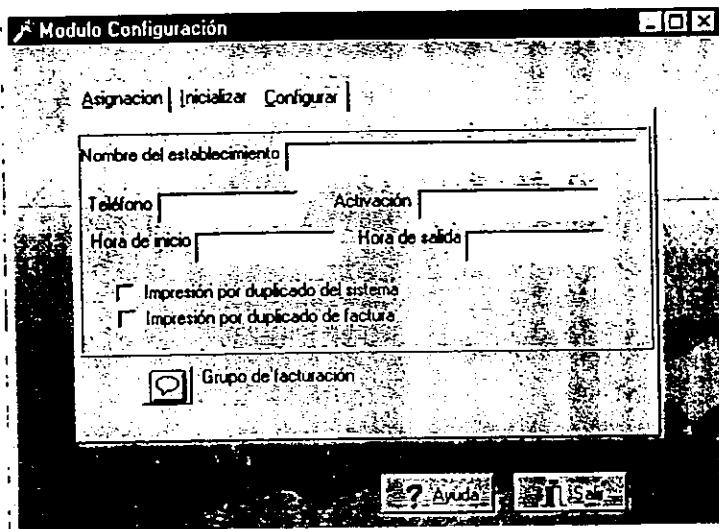 Modulo Configuración
Asignacion Inicializar Configurar
Nombre del establecimiento
Teléfono Activación
Hora de inicio Hora de salida
Impresión por duplicado del sistema
Impresión por duplicado de factura
Grupo de facturación
? Ayuda Salir